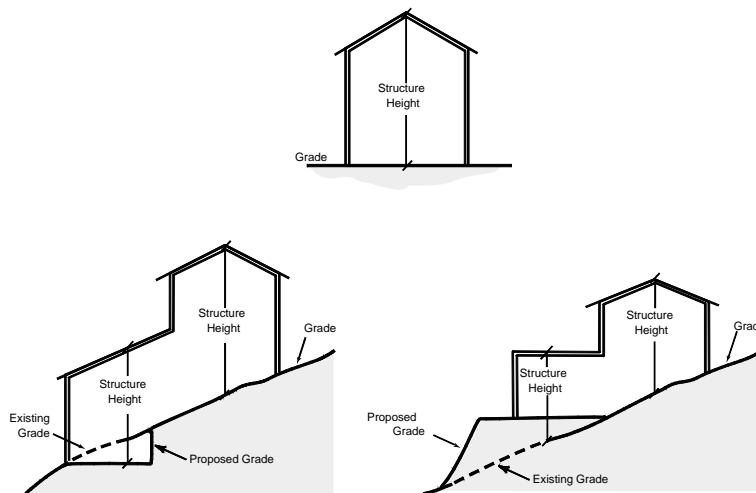 Structure
Height
Grade
Structure
Height
Grade
Structure
Height
Existing
Grade
Proposed Grade
Structure
Height
Grad
Structure
Height
Proposed
Grade
Existing Grade